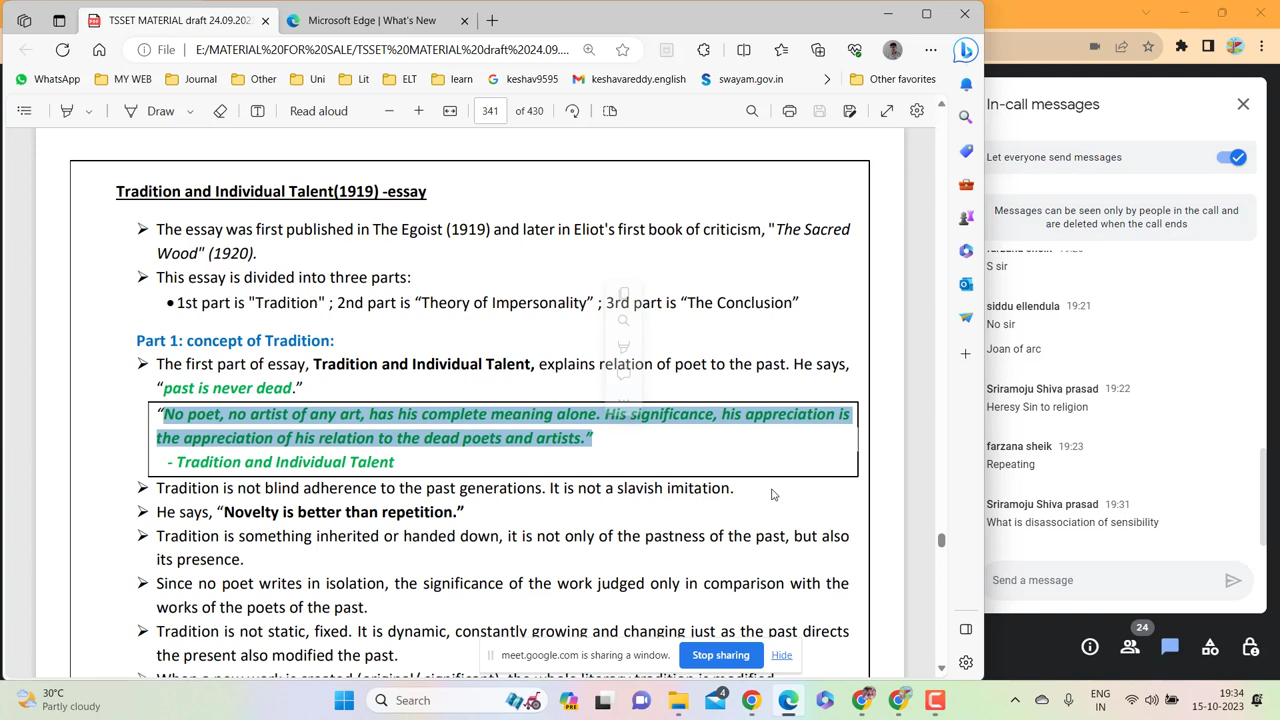 TSSET MATERIAL draft 24.09.202
Microsoft Edge | What's New
File
E:/MATERIAL%20FOR%20SALE/TSSET%20MATERIAL%20draft%2024.09....
WhatsApp
MY WEB
Journal
Other
Uni
Lit
ELT
learn
keshav9595
keshavareddy.english
swayam.gov.in
Other favorites
Draw
Read aloud
341
of 430
Tradition and Individual Talent(1919) -essay
➢ The essay was first published in The Egoist (1919) and later in Eliot's first book of criticism, "The Sacred
Wood" (1920).
➢ This essay is divided into three parts:
• 1st part is "Tradition" ; 2nd part is “Theory of Impersonality” ; 3rd part is “The Conclusion”
Part 1: concept of Tradition:
➢ The first part of essay, Tradition and Individual Talent, explains relation of poet to the past. He says,
“past is never dead.”
“No poet, no artist of any art, has his complete meaning alone. His significance, his appreciation is
the appreciation of his relation to the dead poets and artists.”
- Tradition and Individual Talent
➢ Tradition is not blind adherence to the past generations. It is not a slavish imitation.
➢ He says, “Novelty is better than repetition.”
➢ Tradition is something inherited or handed down, it is not only of the pastness of the past, but also
its presence.
➢ Since no poet writes in isolation, the significance of the work judged only in comparison with the
works of the poets of the past.
➢ Tradition is not static, fixed. It is dynamic, constantly growing and changing just as the past directs
the present also modified the past.
➢ When a new work is created (original/ significant), the whole literary tradition is modified
meet.google.com is sharing a window.
Stop sharing
Hide
In-call messages
Let everyone send messages
Messages can be seen only by people in the call and
are deleted when the call ends
farzana sheik
S sir
siddu ellendula 19:21
No sir
Joan of arc
Sriramoju Shiva prasad 19:22
Heresy Sin to religion
farzana sheik 19:23
Repeating
Sriramoju Shiva prasad 19:31
What is disassociation of sensibility
Send a message
24
30°C
Partly cloudy
Search
4
ENG
IN
19:34
15-10-2023